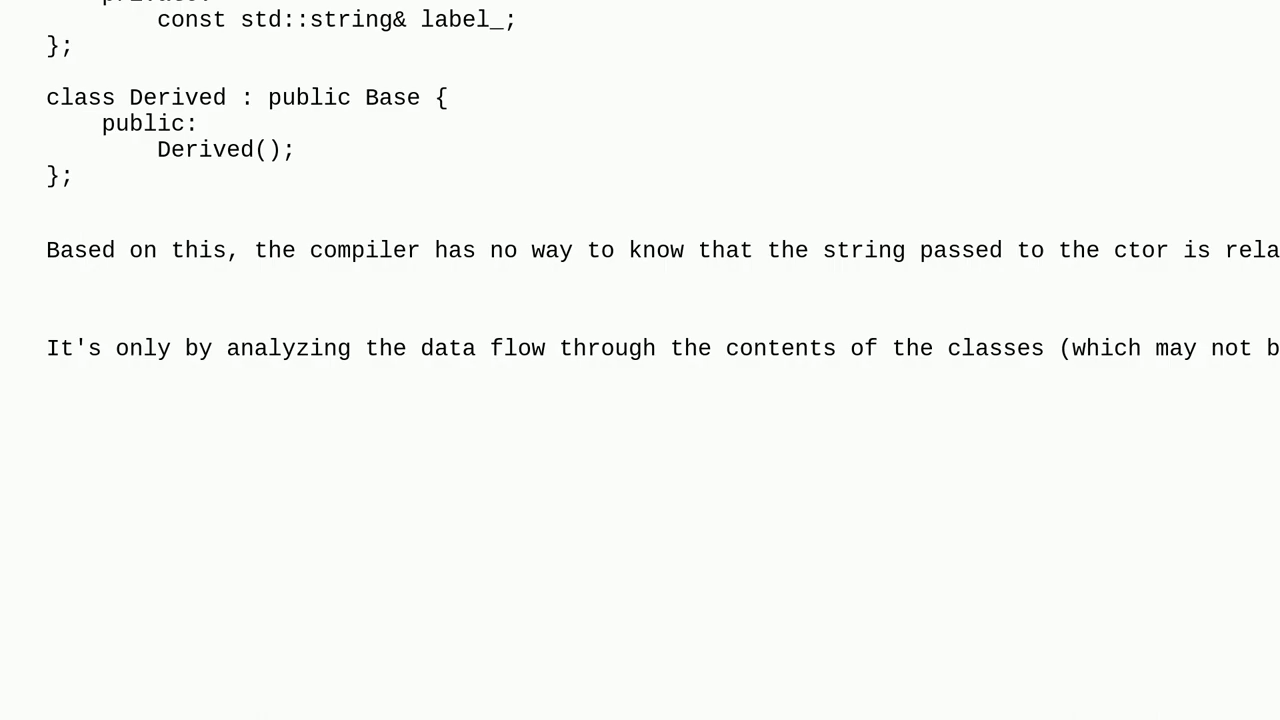 const std::string& label_;
};
class Derived : public Base {
public:
Derived();
};
Based on this, the compiler has no way to know that the string passed to the ctor is
It's only by analyzing the data flow through the contents of the classes (which may not